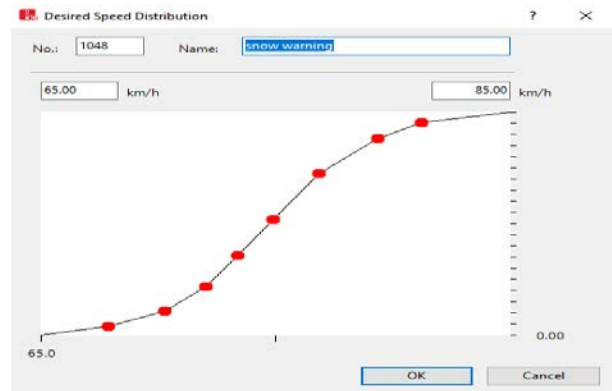 Desired Speed Distribution ? ×
No.: 1048 Name: snow warning
65.00 km/h 85.00 km/h
0.00
65.0
OK Cancel